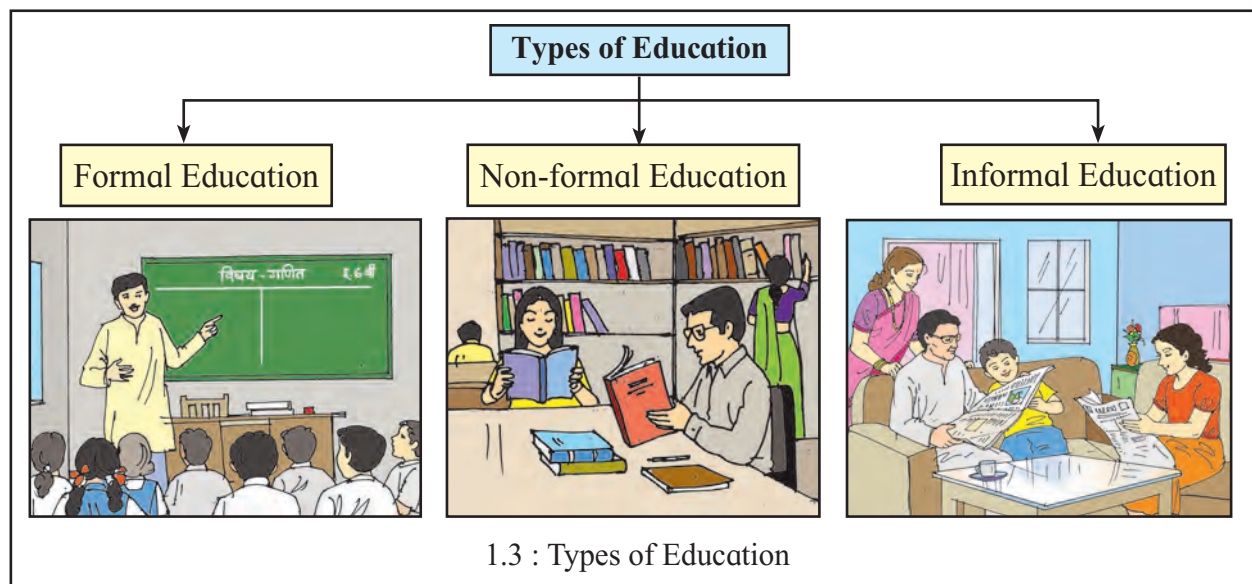 Types of Education
Formal Education
Non-formal Education
Informal Education
विषय - गणित
1.3 : Types of Education